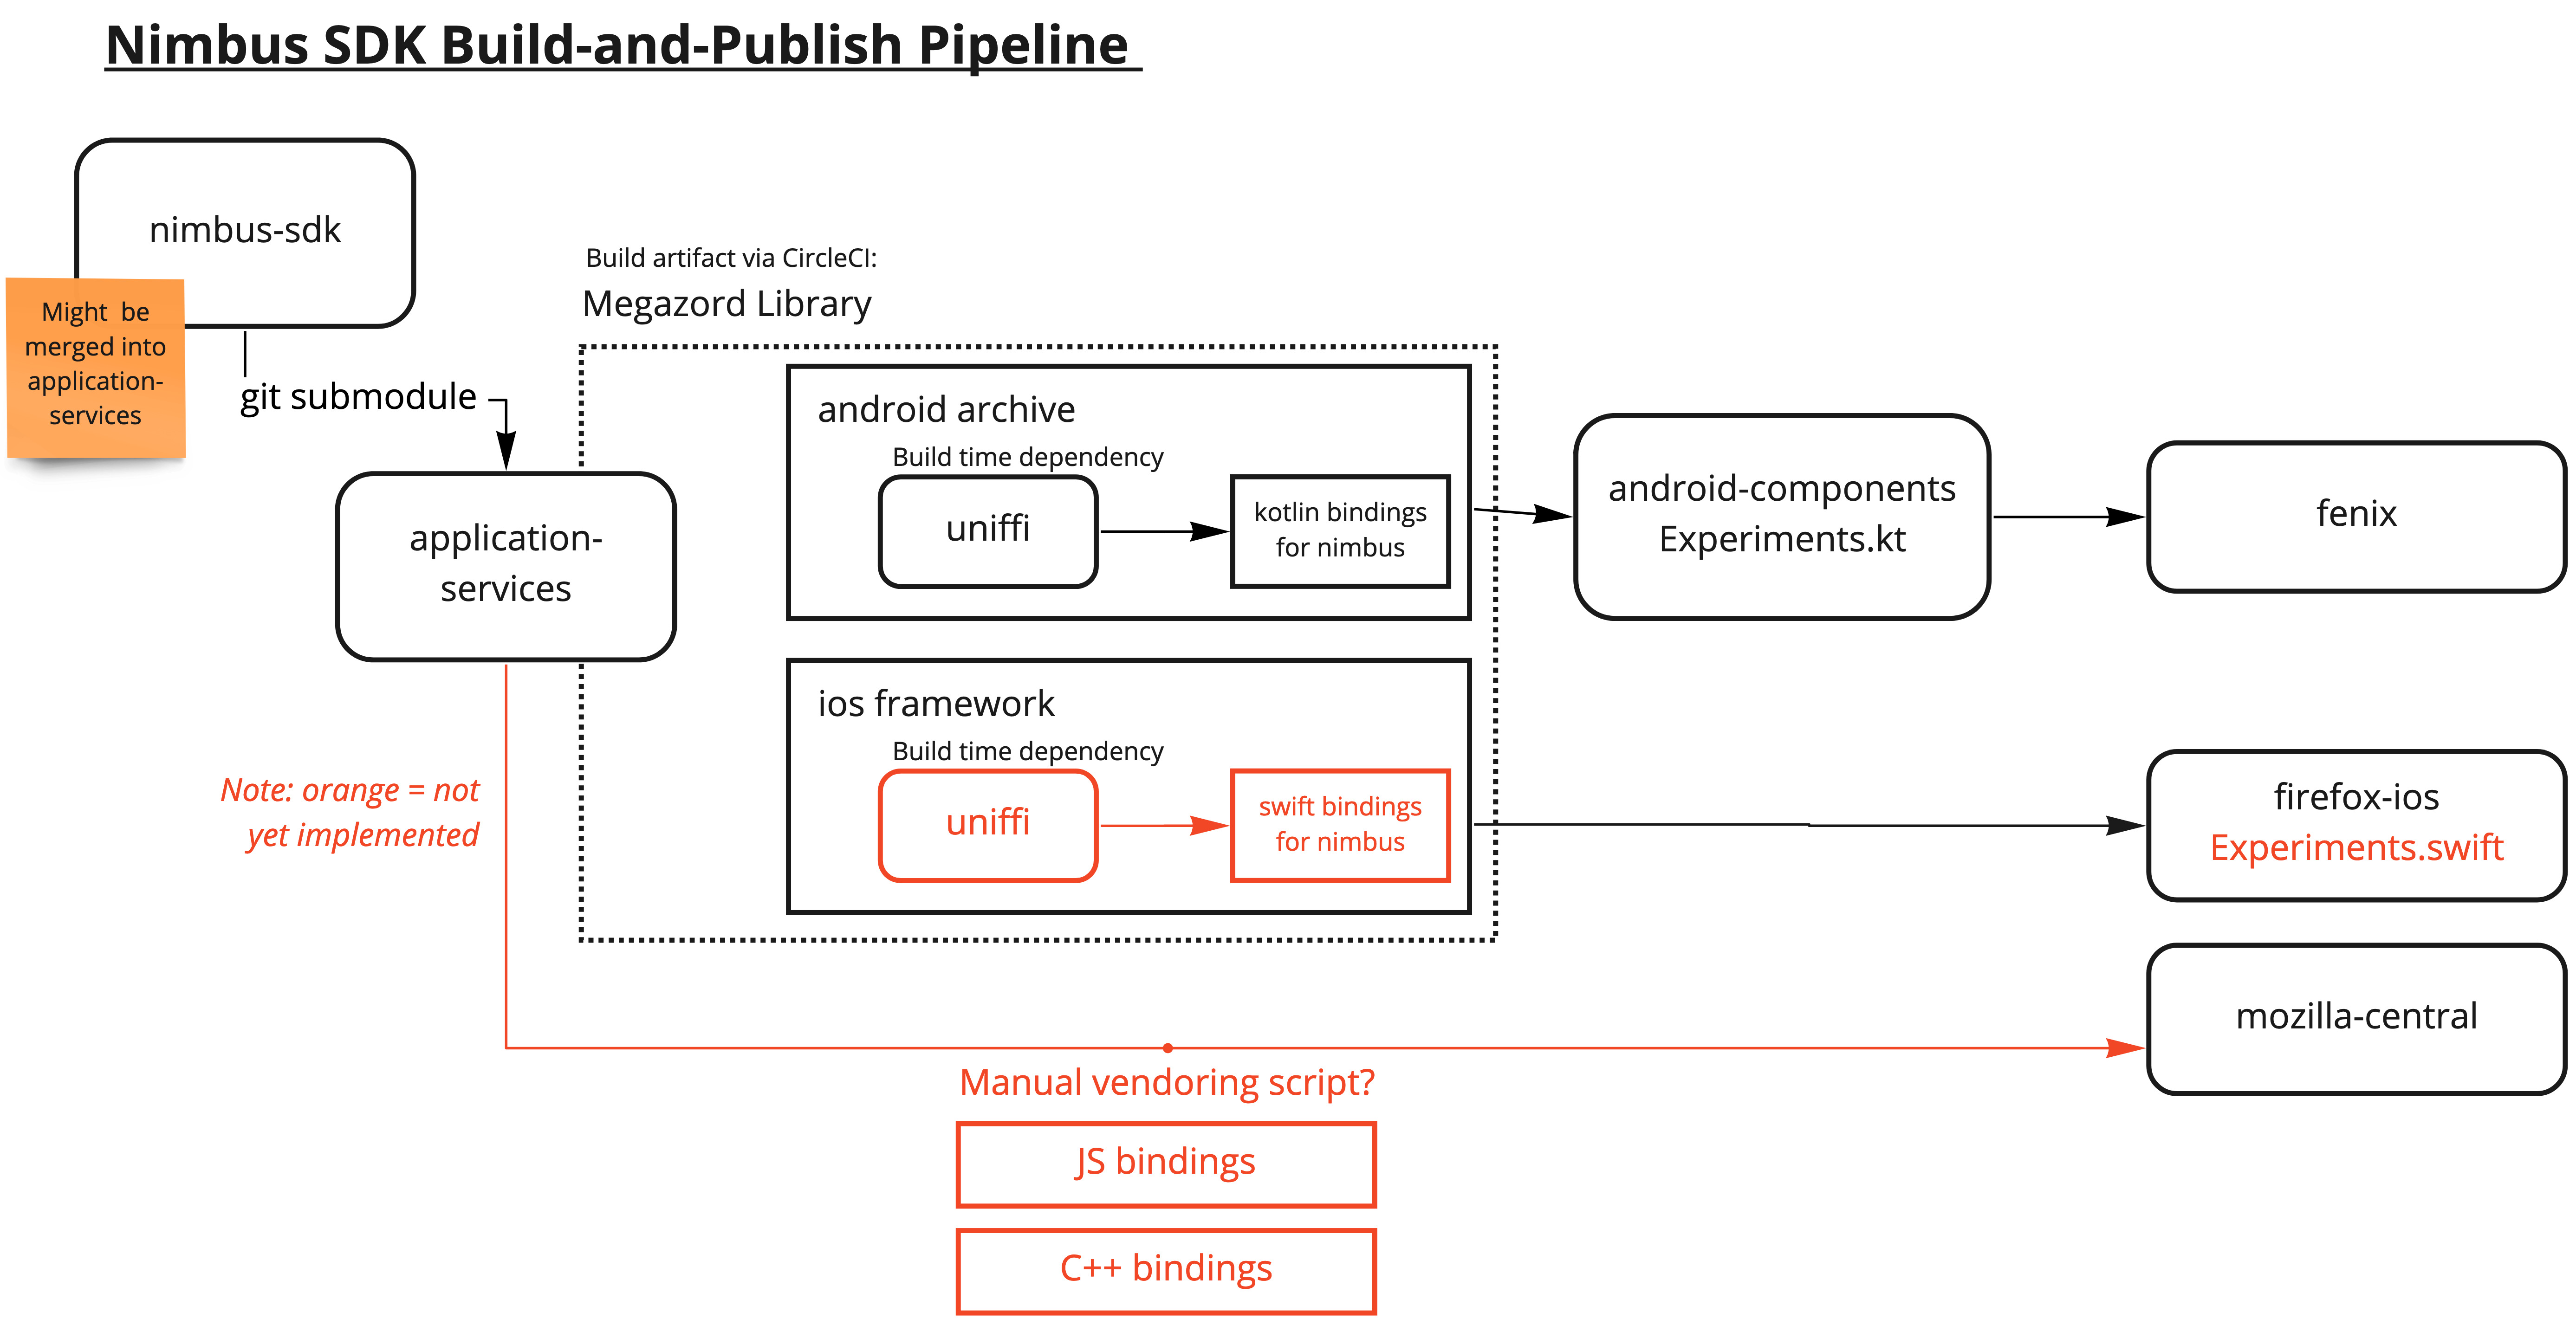 Nimbus SDK Build-and-Publish Pipeline
nimbus-sdk
Might be
merged into
application-
services
git submodule
application-
services
Note: orange = not
yet implemented
Build artifact via CircleCI:
Megazord Library
android archive
Build time dependency
uniffi
kotlin bindings
for nimbus
ios framework
Build time dependency
uniffi
swift bindings
for nimbus
android-components
Experiments.kt
fenix
firefox-ios
Experiments.swift
mozilla-central
Manual vendoring script?
JS bindings
C++ bindings